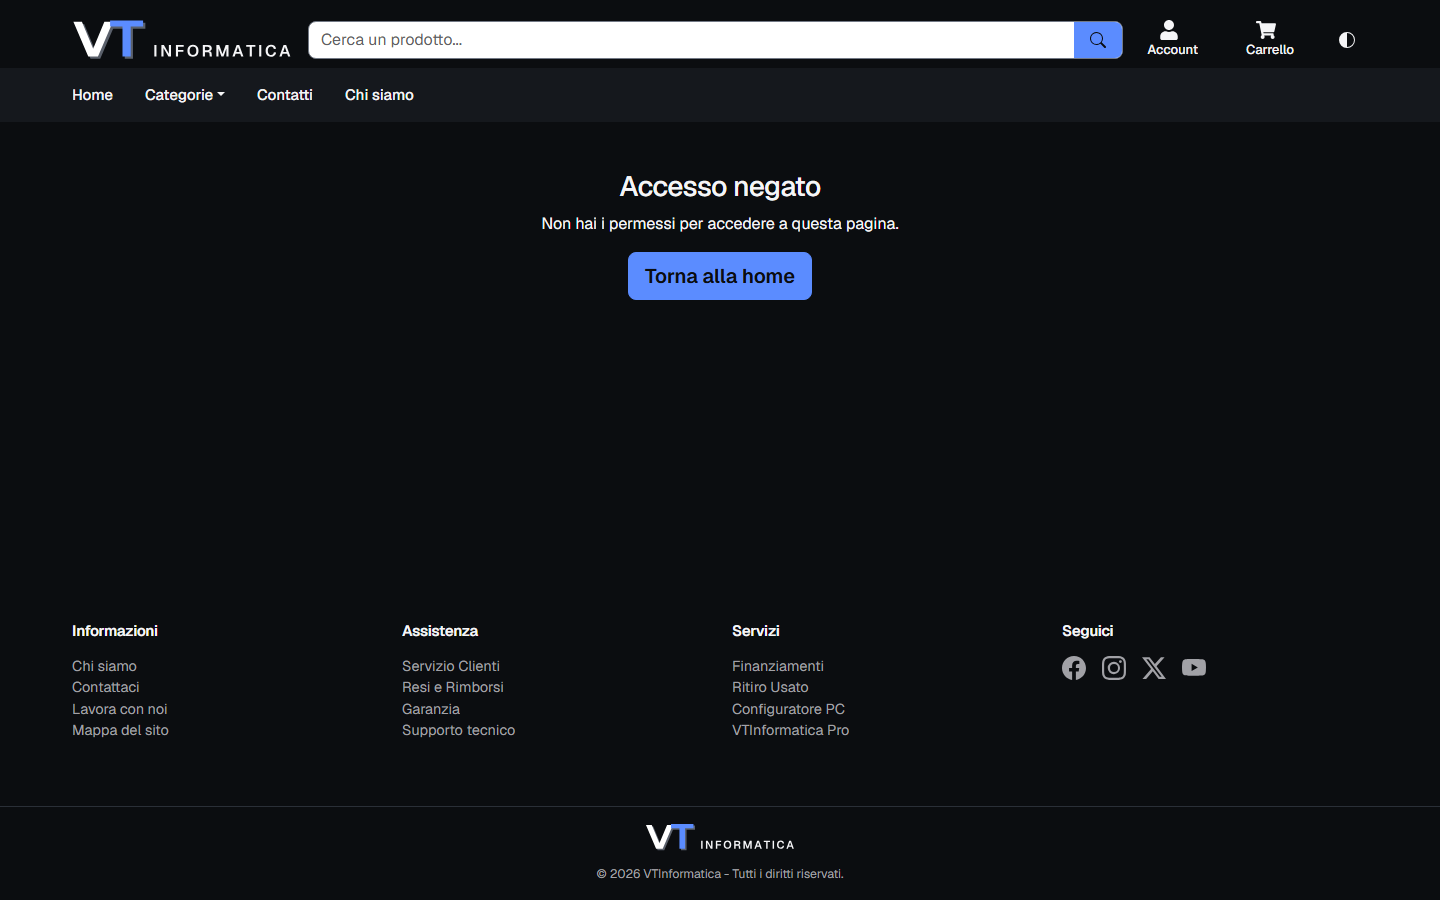 VT INFORMATICA
Cerca un prodotto...
Account
Carrello
Home
Categorie
Contatti
Chi siamo
Accesso negato
Non hai i permessi per accedere a questa pagina.
Torna alla home
Informazioni
Chi siamo
Contattaci
Lavora con noi
Mappa del sito
Assistenza
Servizio Clienti
Resi e Rimborsi
Garanzia
Supporto tecnico
Servizi
Finanziamenti
Ritiro Usato
Configuratore PC
VTInformatica Pro
Seguici
VT INFORMATICA
© 2026 VTInformatica - Tutti i diritti riservati.